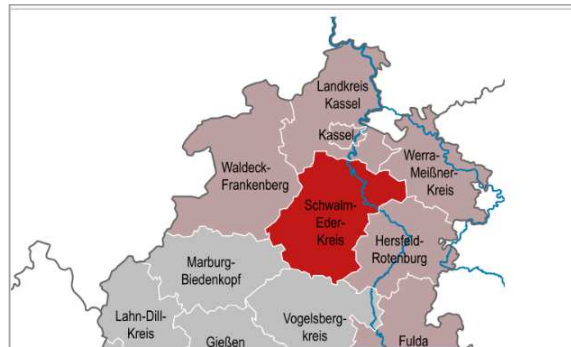 Landkreis
Kassel
Kassel
Werra-
Meißner-
Kreis
Waldeck-
Frankenberg
Schwalm-
Eder-
Kreis
Hersfeld-
Rotenburg
Marburg-
Biedenkopf
Lahn-Dill-
Kreis
Vogelsberg-
kreis
Gießen
Fulda